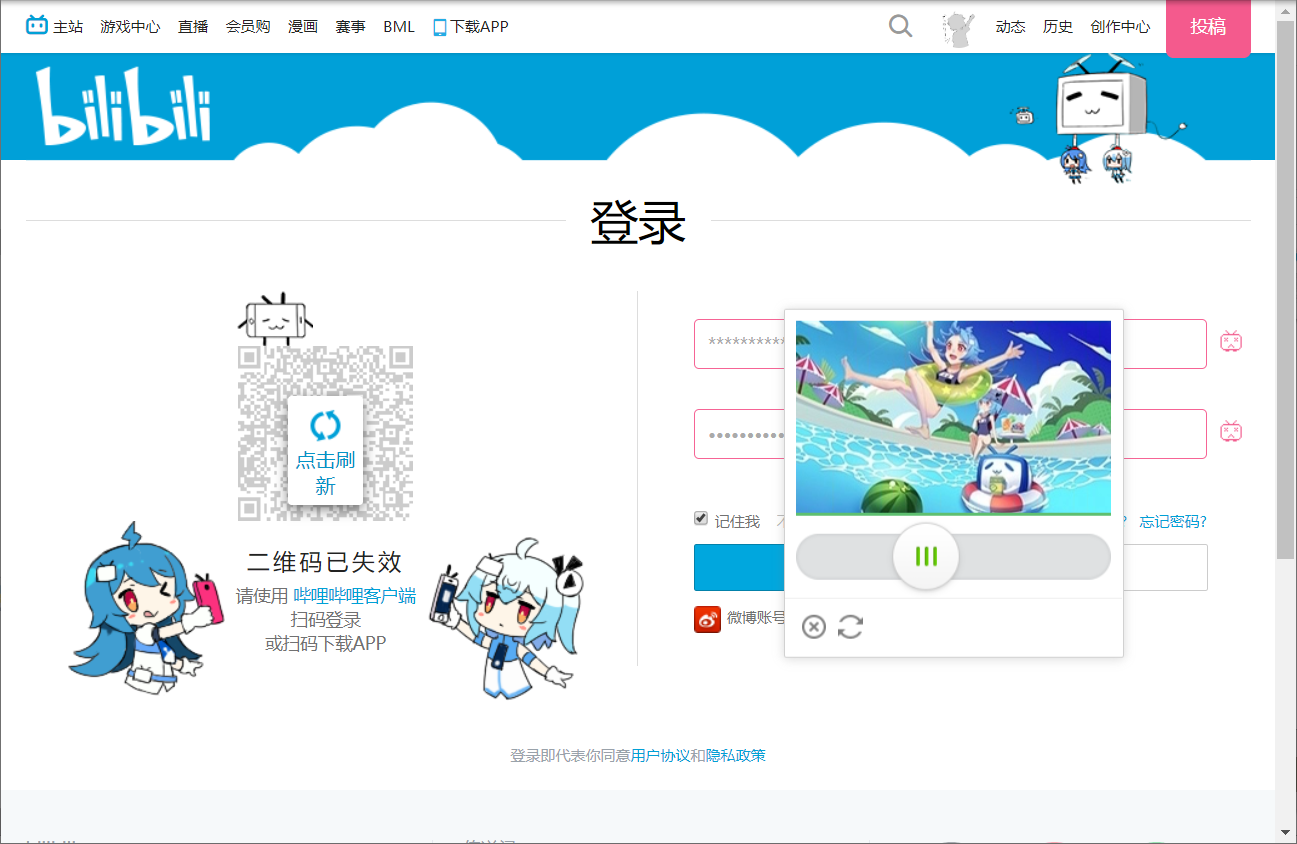 主站 游戏中心 直播 会员购 漫画 赛事 BML 下载APP
动态 历史 创作中心 投稿
bilibili
登录
点击刷
新
二维码已失效
请使用 哔哩哔哩客户端
扫码登录
或扫码下载APP
***********
•••••••••••
记住我
? 忘记密码?
微博账号
登录即代表你同意用户协议和隐私政策